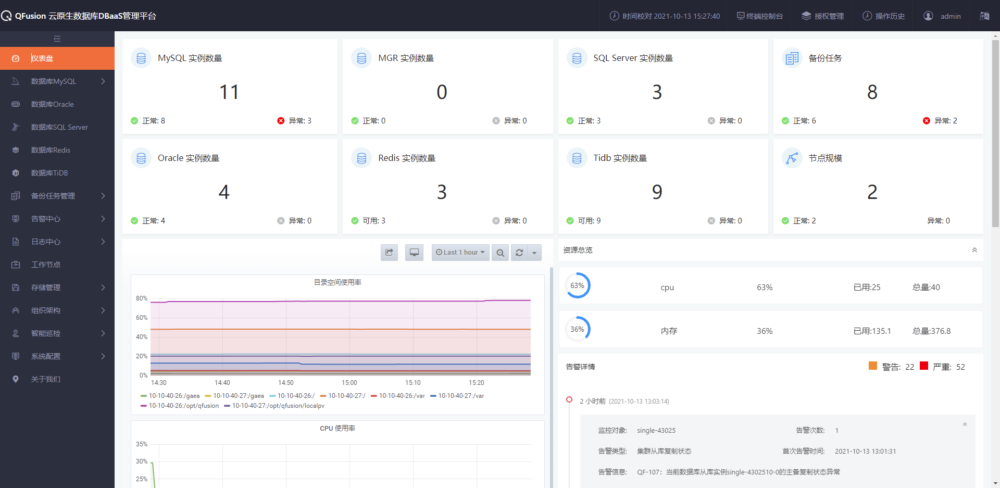 QFusion 云原生数据库DBaaS管理平台
时间校对 2021-10-13 15:27:40
终端控制台
授权管理
操作历史
admin
仪表盘
数据库MySQL
数据库Oracle
数据库SQL Server
数据库Redis
数据库TiDB
备份任务管理
告警中心
日志中心
工作节点
存储管理
组织架构
智能巡检
系统配置
关于我们
MySQL 实例数量
11
正常: 8
异常: 3
MGR 实例数量
0
正常: 0
异常: 0
SQL Server 实例数量
3
正常: 3
异常: 0
备份任务
8
正常: 6
异常: 2
Oracle 实例数量
4
正常: 4
异常: 0
Redis 实例数量
3
可用: 3
异常: 0
Tidb 实例数量
9
可用: 9
异常: 0
节点规模
2
正常: 2
异常: 0
Last 1 hour
目录空间使用率
80%
60%
40%
20%
0%
14:30 14:40 14:50 15:00 15:10 15:20
10-10-40-26:/gaea 10-10-40-27:/gaea 10-10-40-26:/ 10-10-40-27:/ 10-10-40-26:/var 10-10-40-27:/var
10-10-40-26:/opt/qfusion 10-10-40-27:/opt/qfusion/localpv
CPU 使用率
35%
30%
25%
资源总览
63% cpu 63% 已用:25 总量:40
36% 内存 36% 已用:135.1 总量:376.8
告警详情
警告: 22 严重: 52
2 小时前 (2021-10-13 13:03:14)
监控对象: single-43025 告警次数: 1
告警类型: 集群从库复制状态 首次告警时间: 2021-10-13 13:01:31
告警信息: QF-107：当前数据库从库实例single-4302510-0的主备复制状态异常